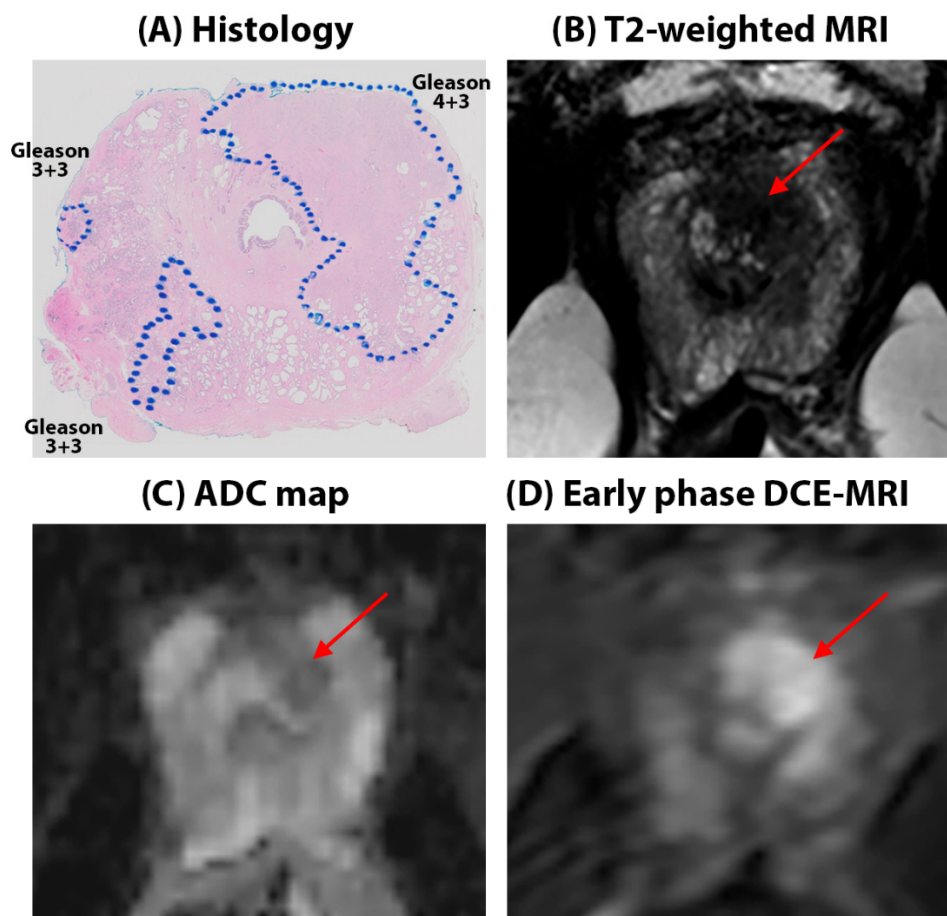 (A) Histology
(B) T2-weighted MRI
Gleason
4+3
Gleason
3+3
Gleason
3+3
(C) ADC map
(D) Early phase DCE-MRI